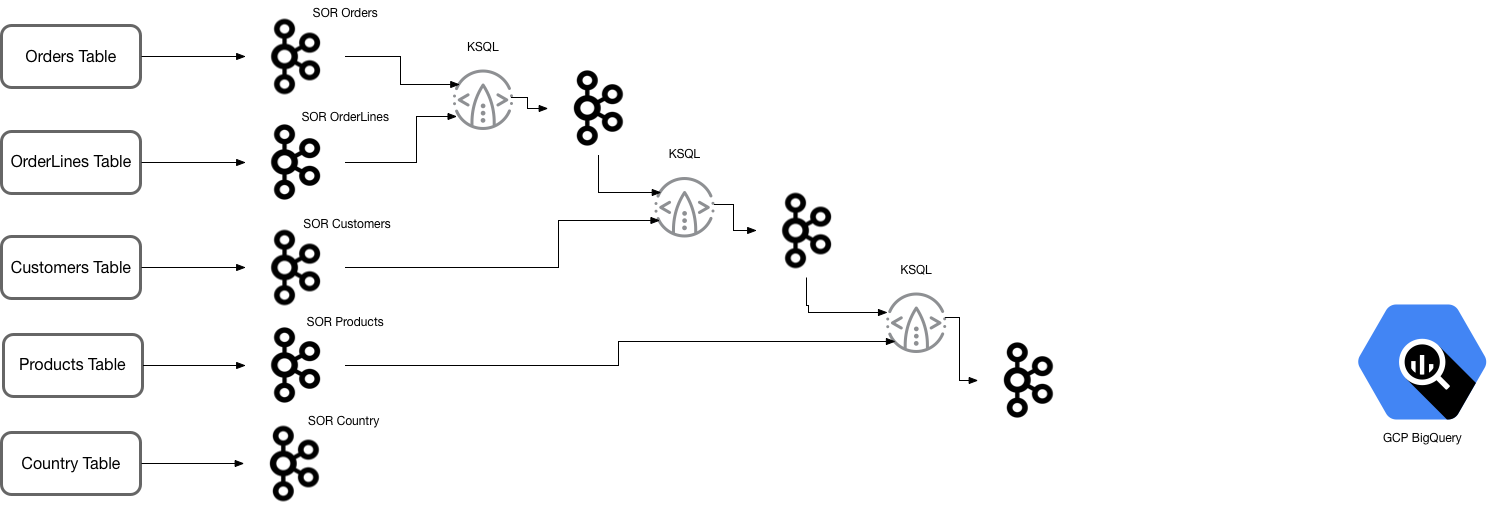 SOR Orders
Orders Table
KSQL
SOR OrderLines
OrderLines Table
KSQL
SOR Customers
Customers Table
KSQL
SOR Products
Products Table
SOR Country
GCP BigQuery
Country Table